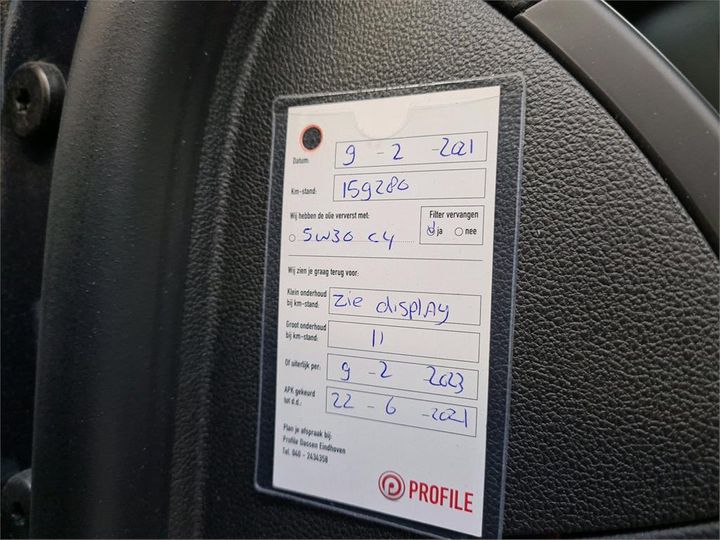 Datum: 9 - 2 - 2021
Km-stand: 159280
Wij hebben de olie ververst met:
5w30 c4
Filter vervangen
ja nee
Wij zien je graag terug voor:
Klein onderhoud
bij km-stand: zie display
Groot onderhoud
bij km-stand: 11
Of uiterlijk per: 9 - 2 - 2023
APK gekeurd
tot d.d.: 22 - 6 - 2021
Plan je afspraak bij:
Profile Dassen Eindhoven
Tel. 040 - 2434358
PROFILE